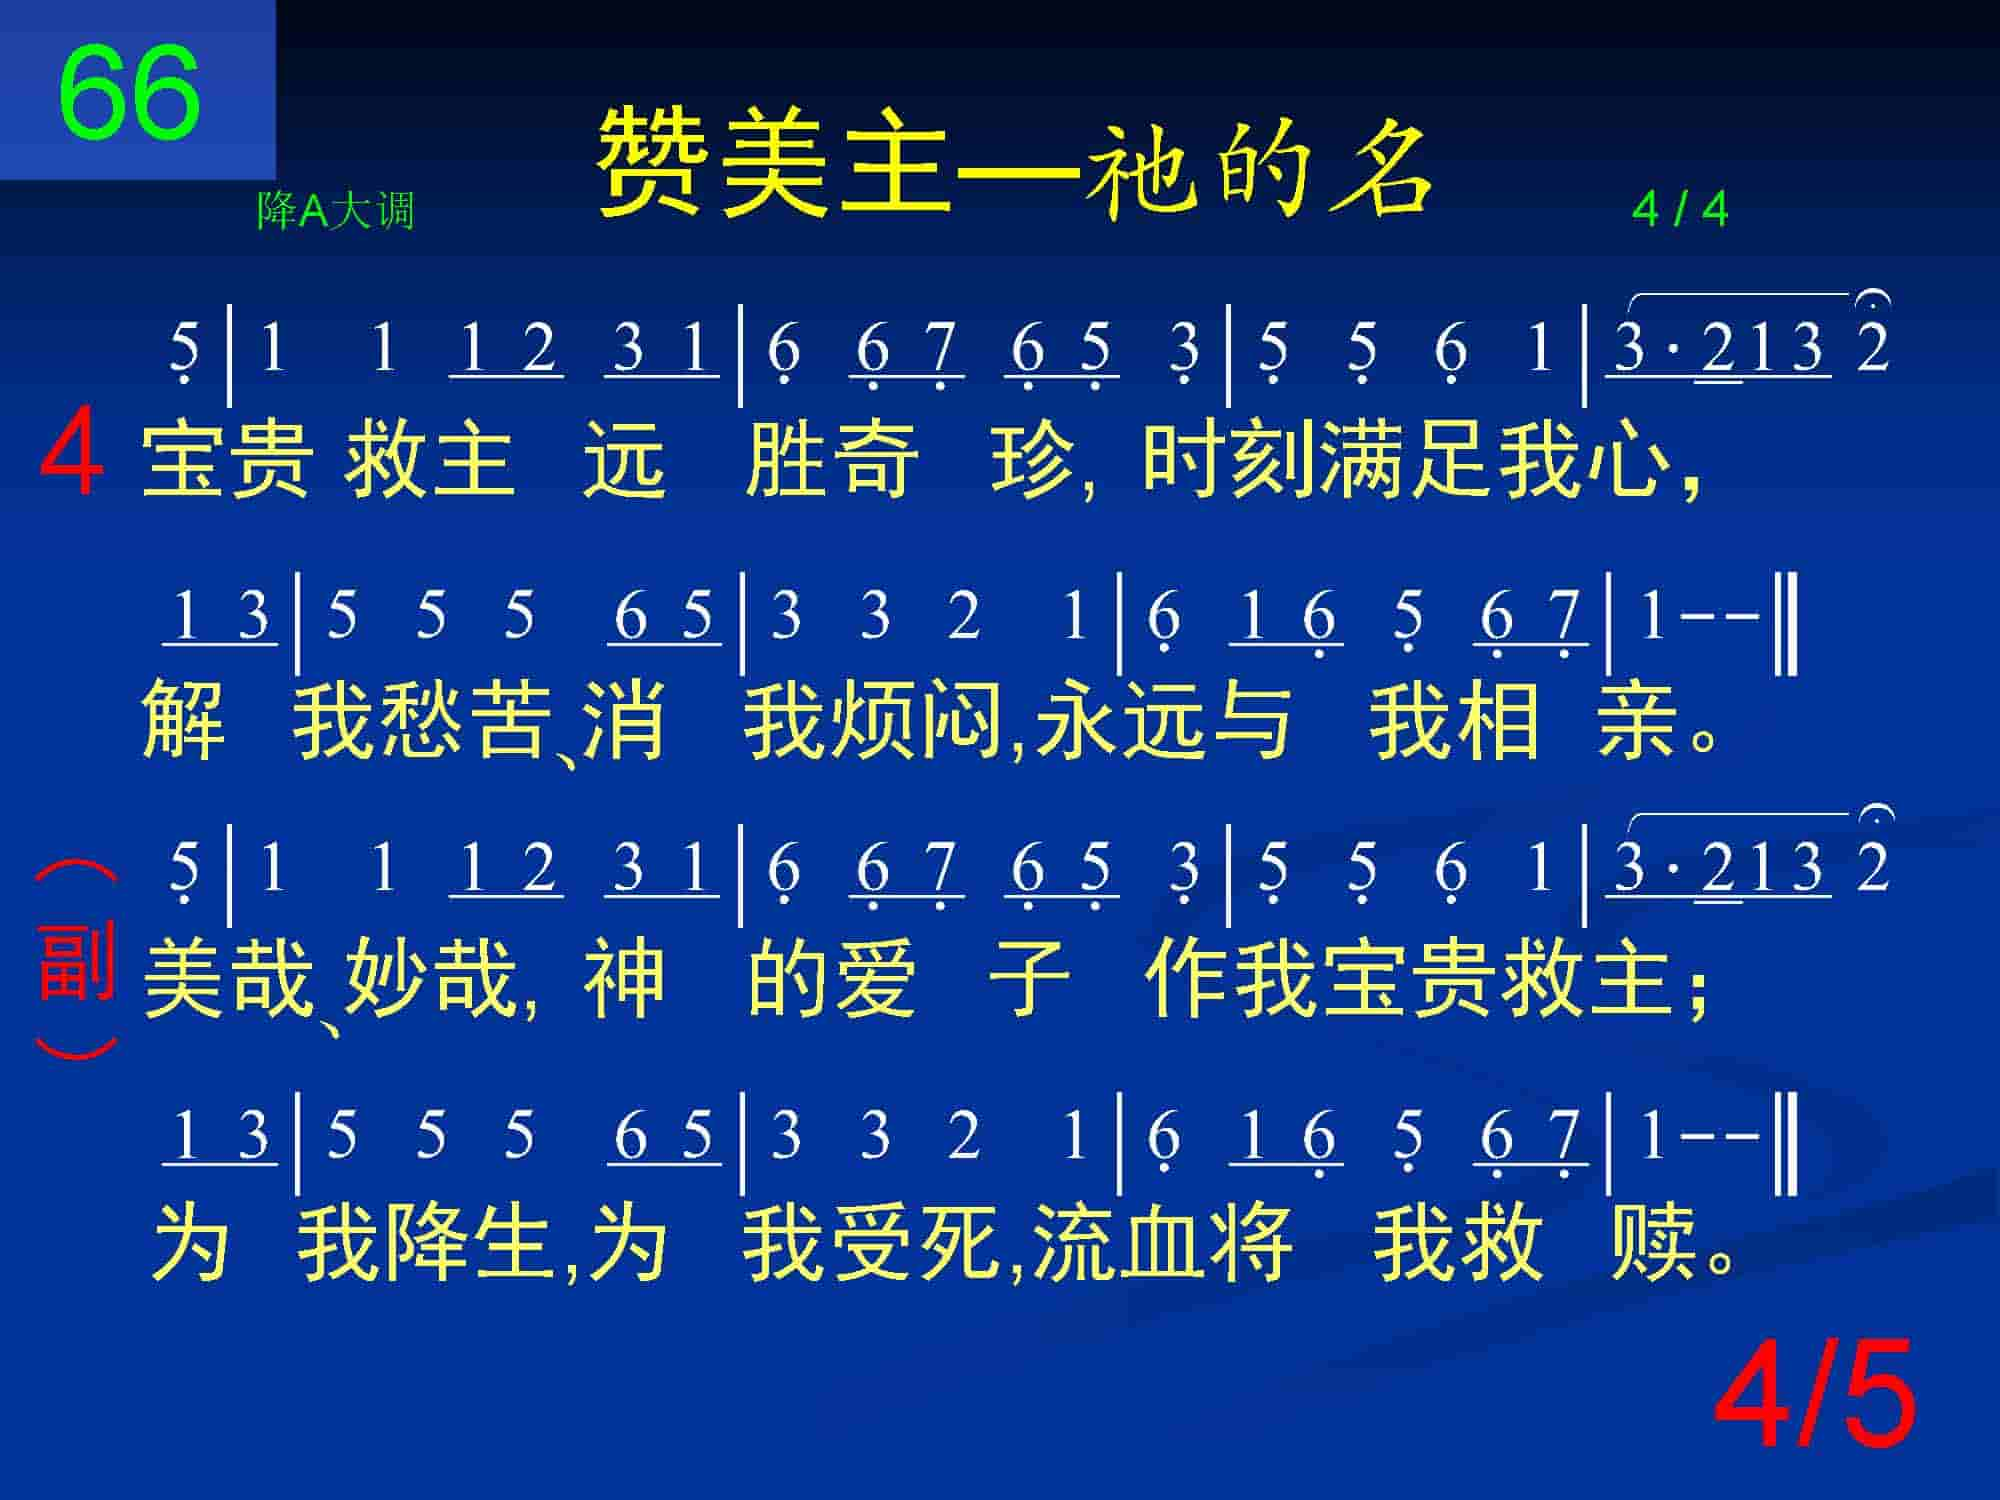 66
赞美主—祂的名
降A大调 4 / 4
5̣ | 1 1 1 2 3 1 | 6̣ 6̣ 7̣ 6̣ 5̣ 3̣ | 5̣ 5̣ 6̣ 1 | 3 · 2 1 3 2
4 宝贵 救主 远 胜奇 珍, 时刻满足我心，
1 3 | 5 5 5 6 5 | 3 3 2 1 | 6̣ 1 6̣ 5̣ 6̣ 7̣ | 1 - - ‖
解 我愁苦、消 我烦闷,永远与 我相 亲。
5̣ | 1 1 1 2 3 1 | 6̣ 6̣ 7̣ 6̣ 5̣ 3̣ | 5̣ 5̣ 6̣ 1 | 3 · 2 1 3 2
（副） 美哉、妙哉, 神 的爱 子 作我宝贵救主；
1 3 | 5 5 5 6 5 | 3 3 2 1 | 6̣ 1 6̣ 5̣ 6̣ 7̣ | 1 - - ‖
为 我降生,为 我受死,流血将 我救 赎。
4/5